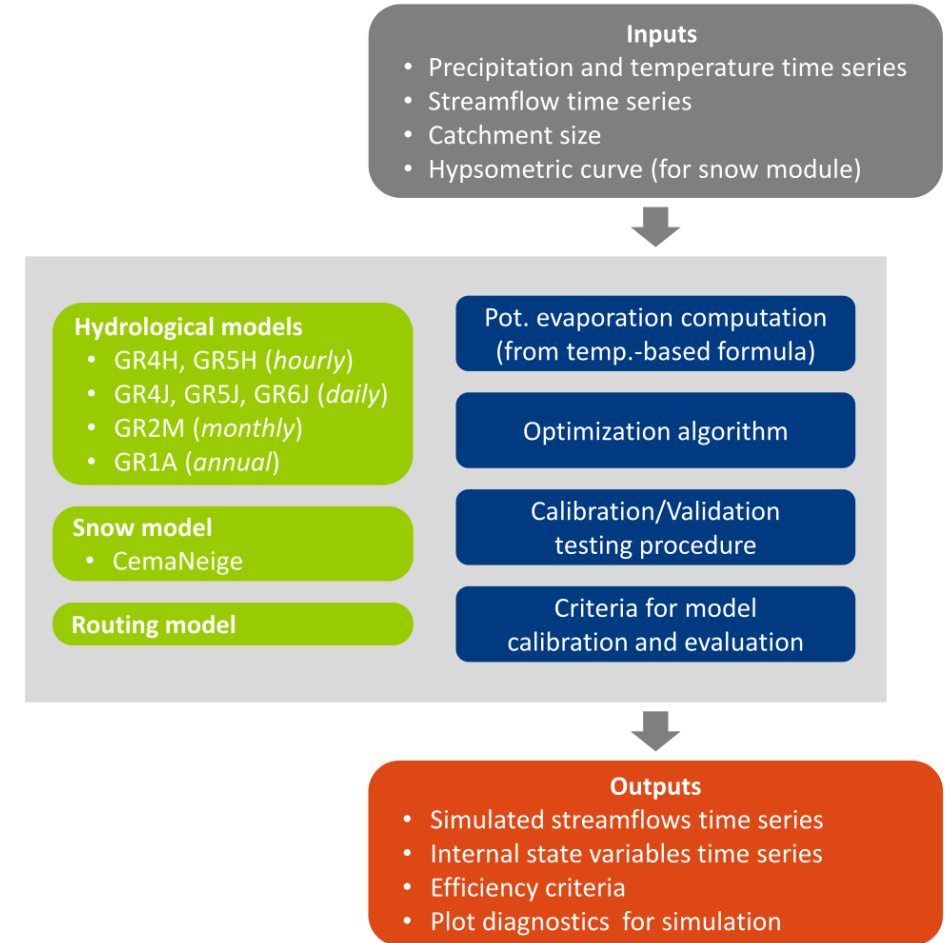 Inputs
• Precipitation and temperature time series
• Streamflow time series
• Catchment size
• Hypsometric curve (for snow module)
Hydrological models
• GR4H, GR5H (hourly)
• GR4J, GR5J, GR6J (daily)
• GR2M (monthly)
• GR1A (annual)
Snow model
• CemaNeige
Routing model
Pot. evaporation computation
(from temp.-based formula)
Optimization algorithm
Calibration/Validation
testing procedure
Criteria for model
calibration and evaluation
Outputs
• Simulated streamflows time series
• Internal state variables time series
• Efficiency criteria
• Plot diagnostics for simulation